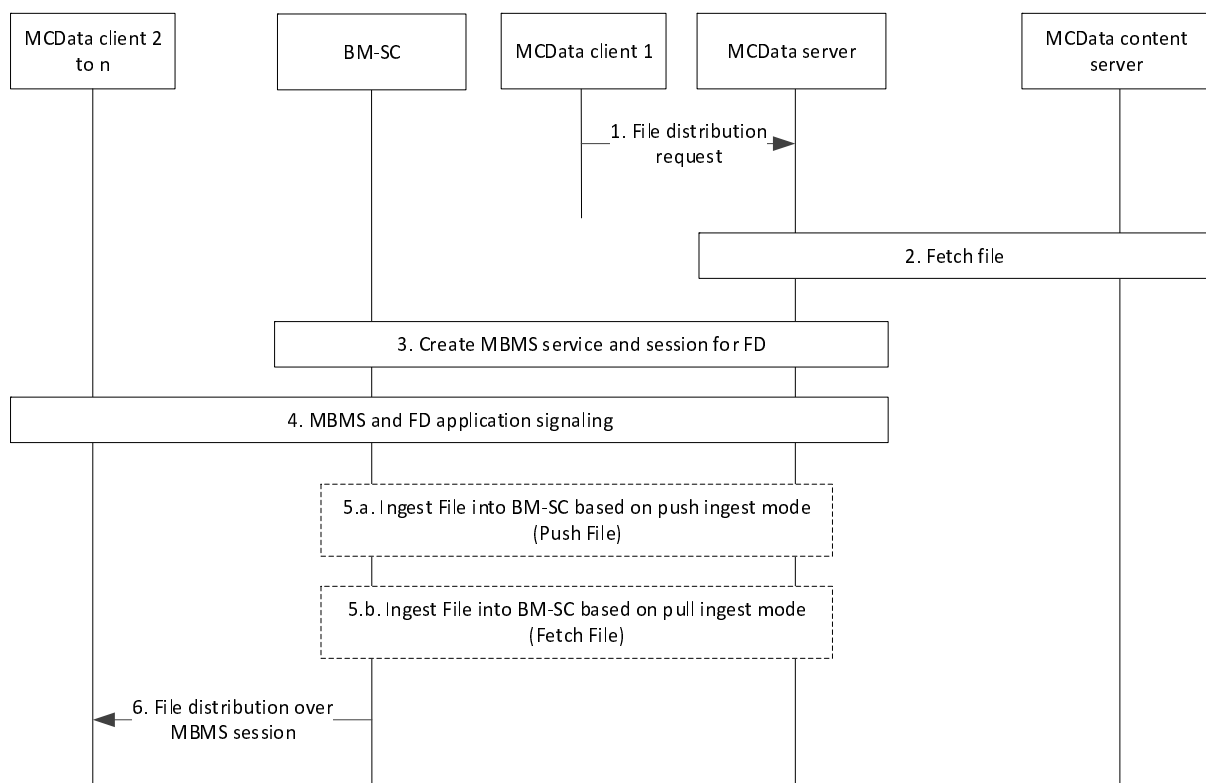 MCData client 2
to n
BM-SC
MCData client 1
MCData server
MCData content
server
1. File distribution
request
2. Fetch file
3. Create MBMS service and session for FD
4. MBMS and FD application signaling
5.a. Ingest File into BM-SC based on push ingest mode
(Push File)
5.b. Ingest File into BM-SC based on pull ingest mode
(Fetch File)
6. File distribution over
MBMS session